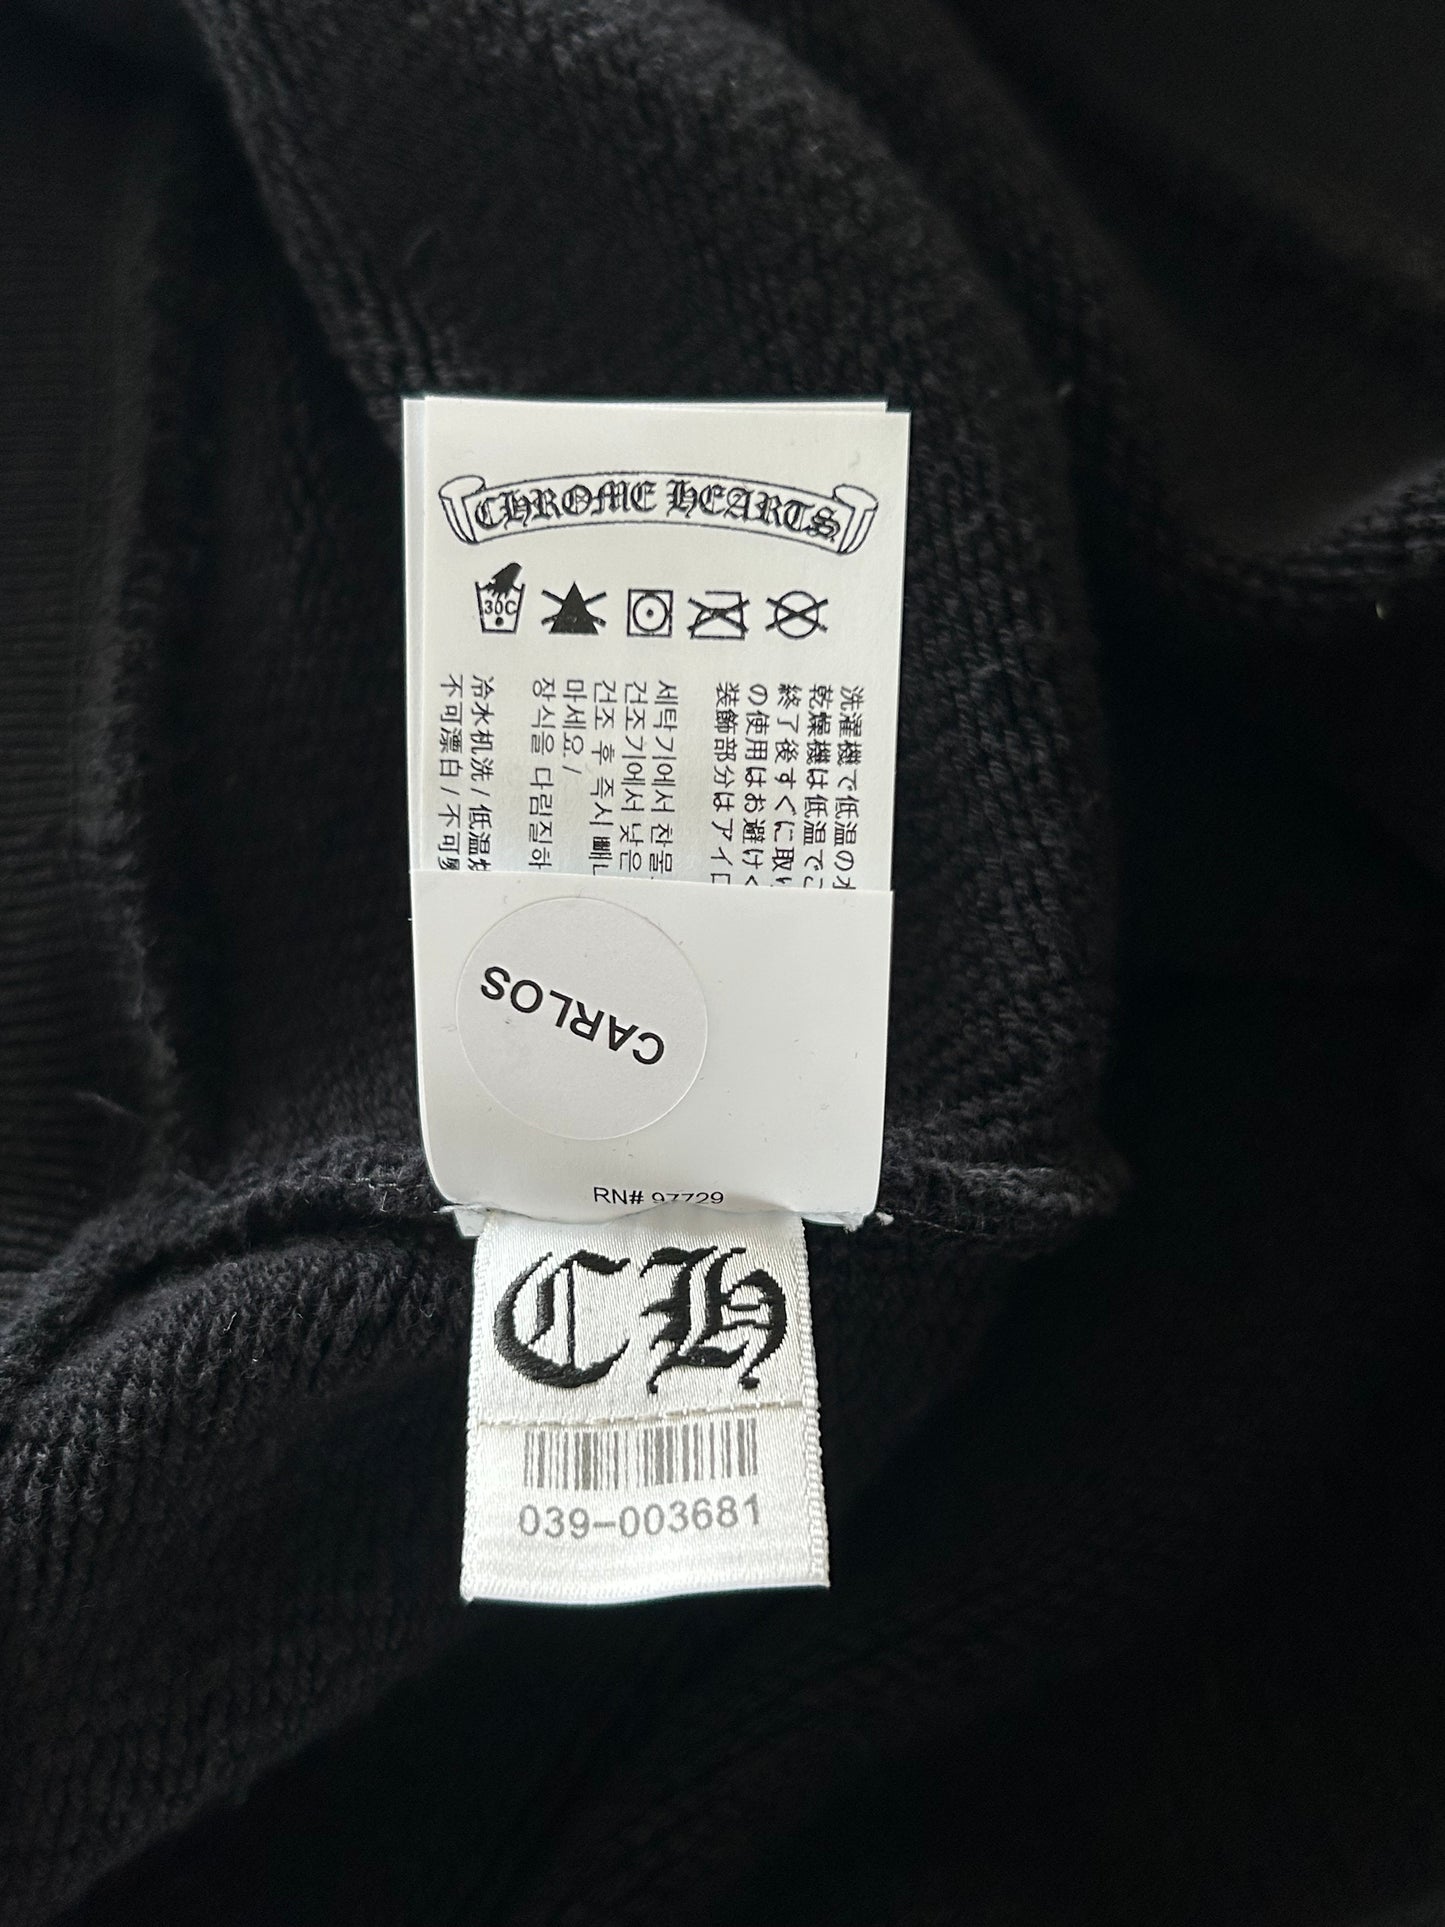 CHROME HEARTS
30C
洗濯機で低温の
乾燥機は低温で
終了後すぐに取
の使用はお避け
装飾部分はアイ
세탁기에서 찬물
건조기에서 낮은
건조 후 즉시
마세요 /
장식을 다림질하
冷水机洗 / 低温
不可漂白 / 不可
CARLOS
RN# 97729
CH
039-003681